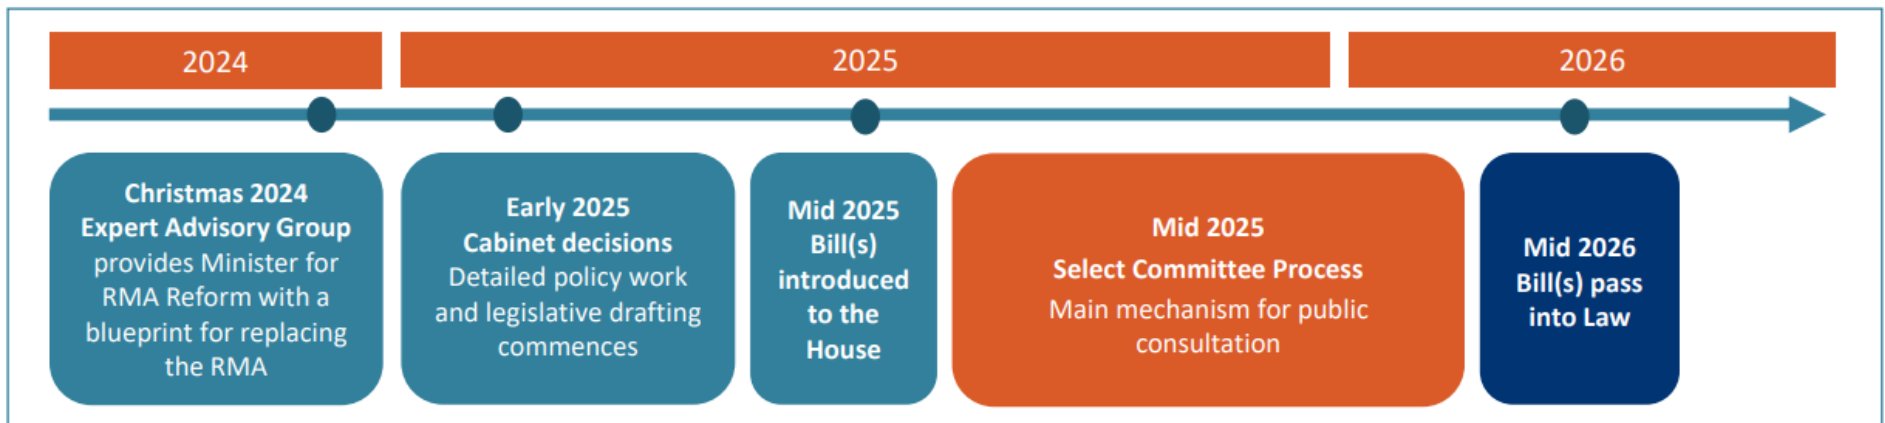 2024
2025
2026
Christmas 2024
Expert Advisory Group
provides Minister for
RMA Reform with a
blueprint for replacing
the RMA
Early 2025
Cabinet decisions
Detailed policy work
and legislative drafting
commences
Mid 2025
Bill(s)
introduced
to the
House
Mid 2025
Select Committee Process
Main mechanism for public
consultation
Mid 2026
Bill(s) pass
into Law